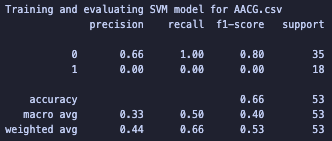 Training and evaluating SVM model for AACG.csv
precision recall f1-score support
0 0.66 1.00 0.80 35
1 0.00 0.00 0.00 18
accuracy 0.66 53
macro avg 0.33 0.50 0.40 53
weighted avg 0.44 0.66 0.53 53